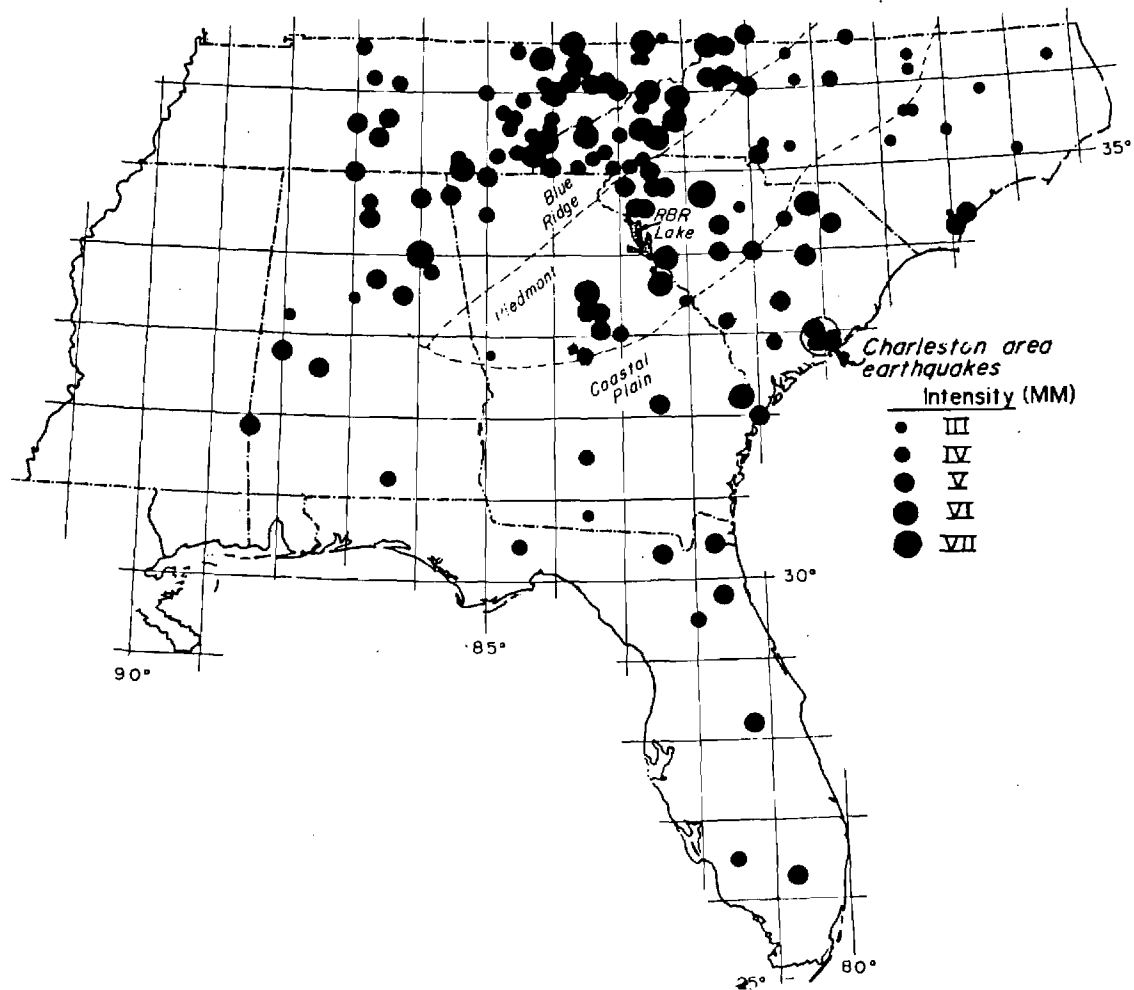 35°
Blue
Ridge
RBR
Lake
Piedmont
Charleston area
earthquakes
Coastal
Plain
Intensity (MM)
III
IV
V
VI
VII
30°
85°
90°
25°
80°